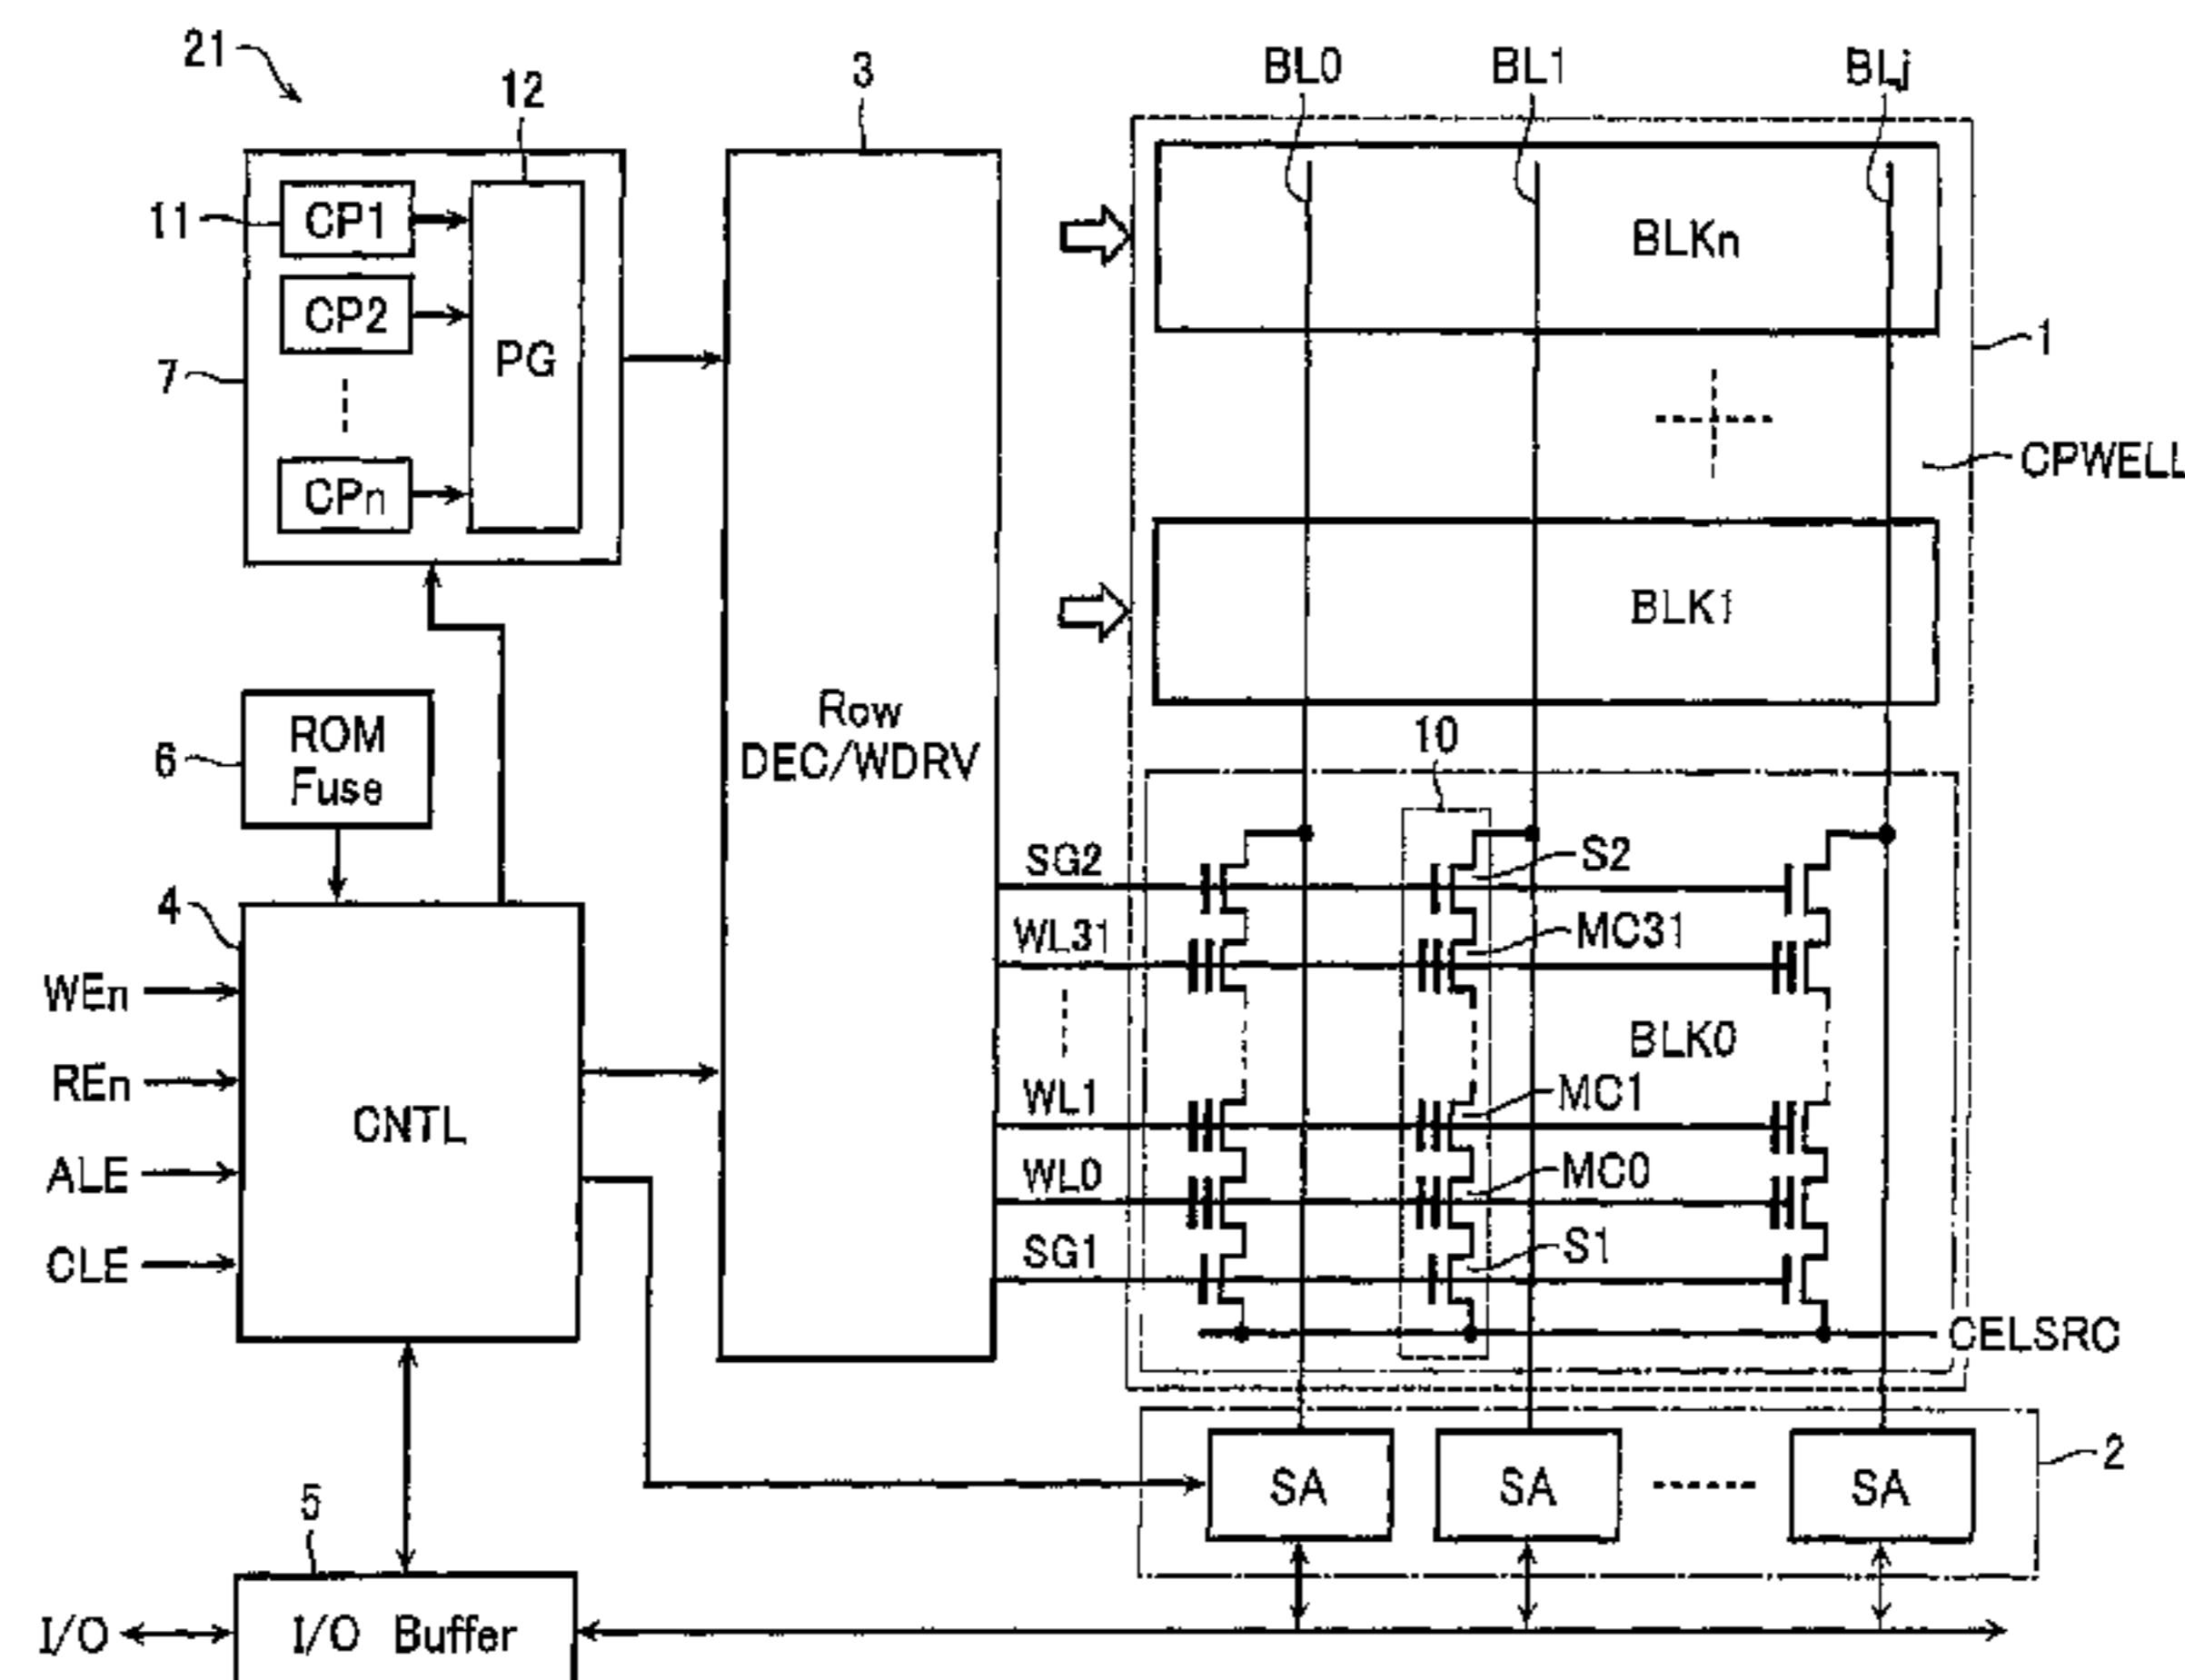 21
12
3
BL0
BL1
BLj
11
CP1
CP2
CPn
PG
7
BLKn
1
CPWELL
BLK1
Row
DEC/WDRV
ROM
Fuse
6
10
4
SG2
S2
WL31
MC31
WEn
REn
ALE
CLE
CNTL
BLK0
WL1
MC1
WL0
MC0
SG1
S1
CELSRC
SA
SA
SA
2
5
I/O
I/O Buffer